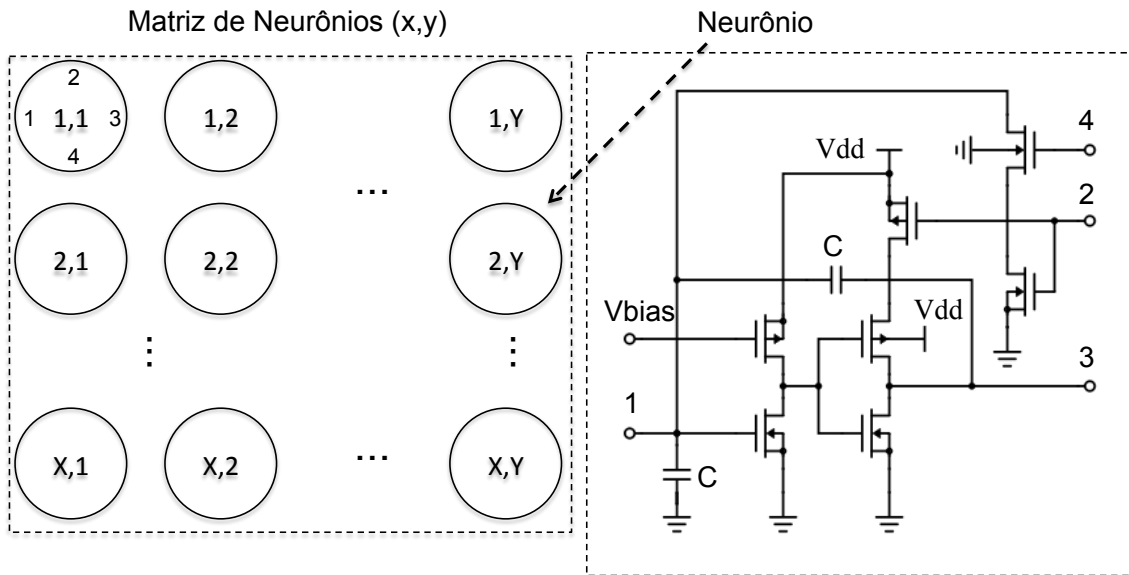 Matriz de Neurônios (x,y)
Neurônio
2
1 1,1 3
4
1,2
1,Y
...
2,1
2,2
2,Y
⋮
⋮
X,1
X,2
...
X,Y
4
Vdd
2
C
Vbias
Vdd
3
1
C